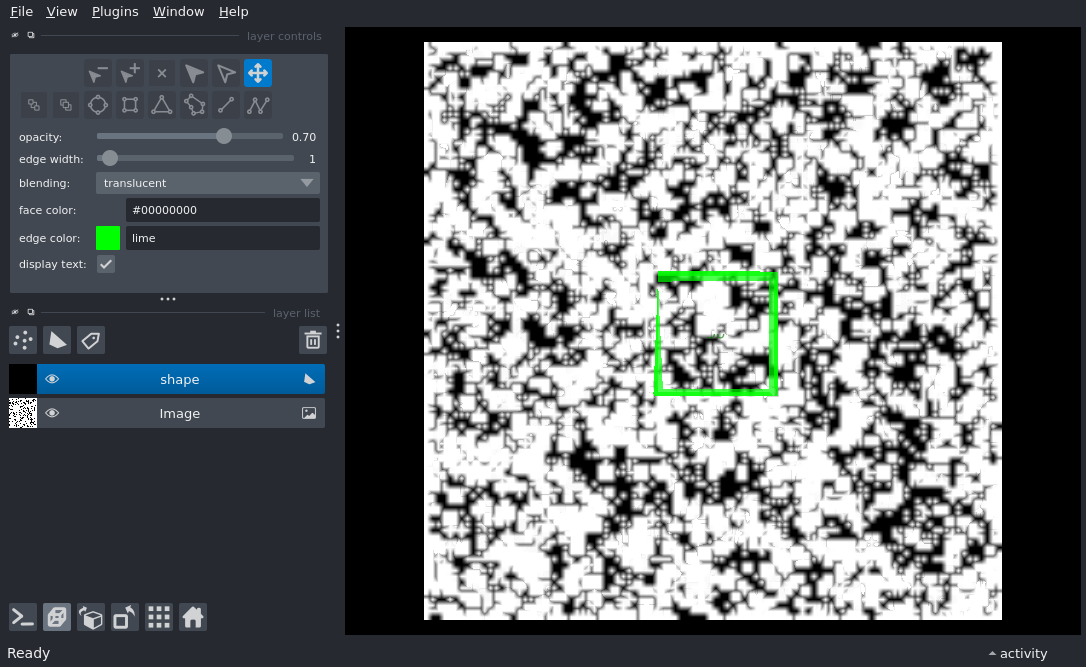 File View Plugins Window Help
layer controls
opacity: 0.70
edge width: 1
blending: translucent
face color: #00000000
edge color: lime
display text:
layer list
shape
Image
Ready
activity